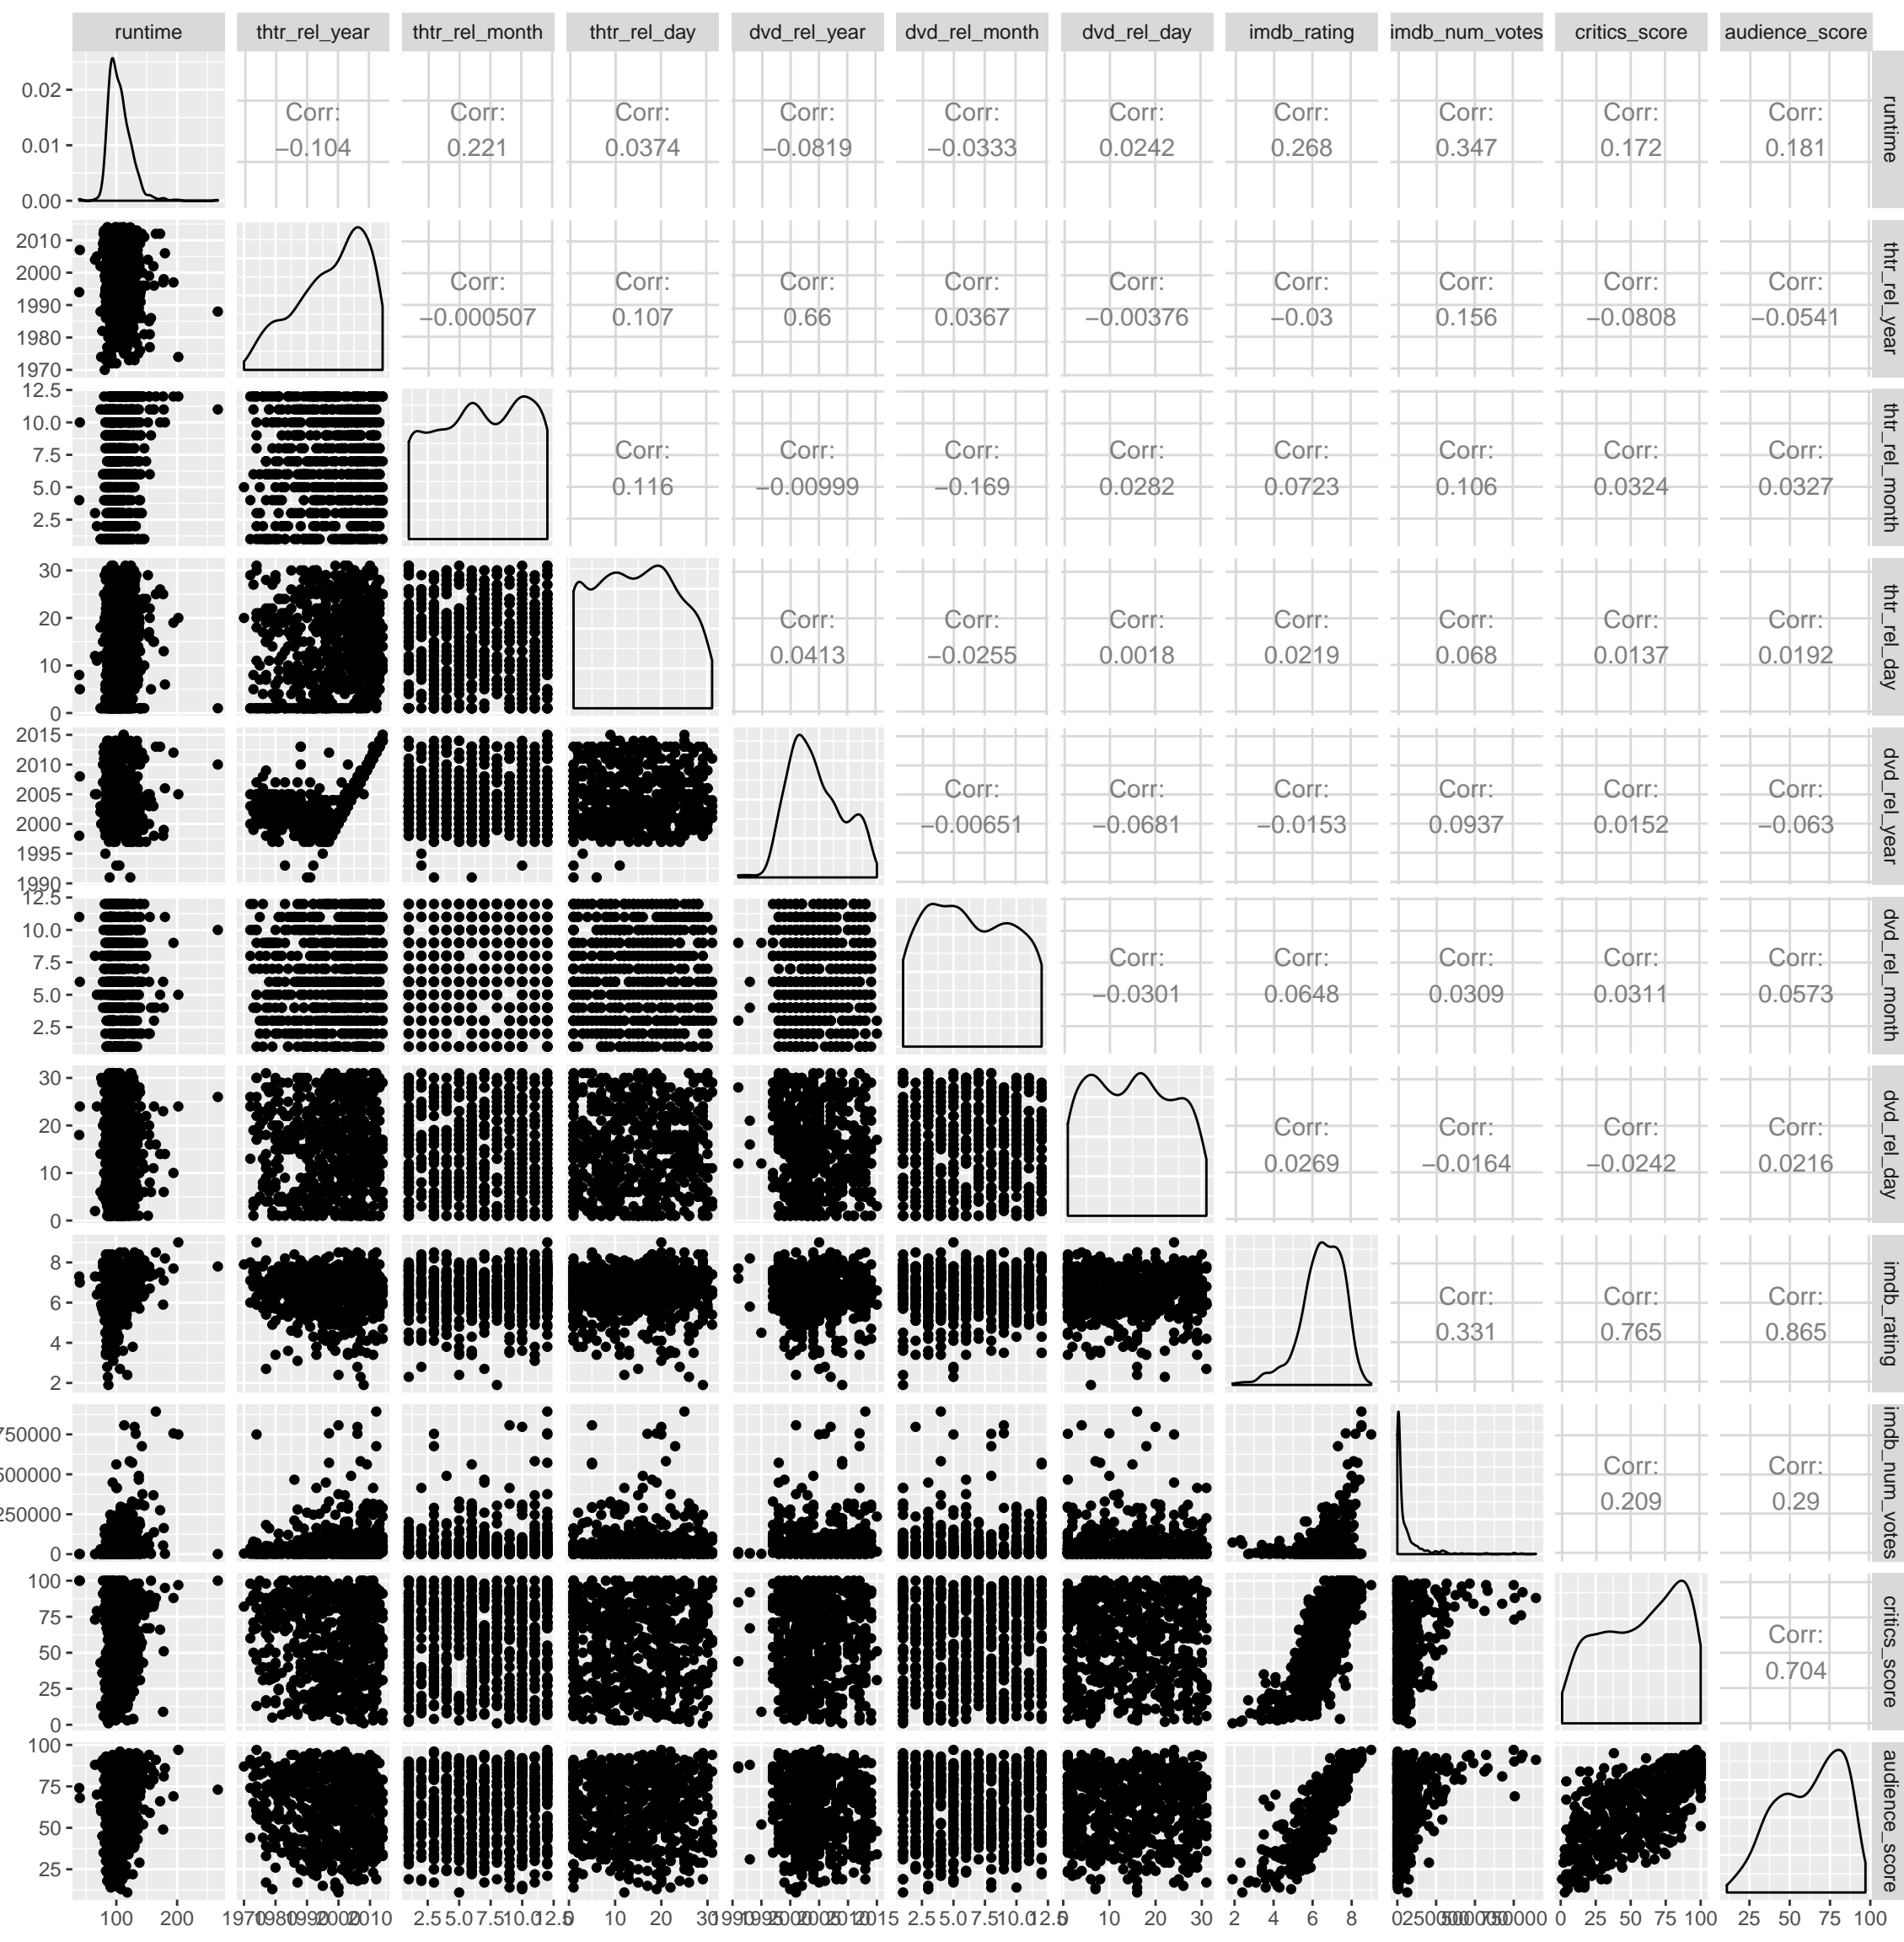 runtime thtr_rel_year thtr_rel_month thtr_rel_day dvd_rel_year dvd_rel_month dvd_rel_day imdb_rating imdb_num_votes critics_score audience_score
0.02
0.01
0.00
Corr: Corr: Corr: Corr: Corr: Corr: Corr: Corr: Corr: Corr:
−0.104 0.221 0.0374 −0.0819 −0.0333 0.0242 0.268 0.347 0.172 0.181
runtime
2010
2000
1990
1980
1970
Corr: Corr: Corr: Corr: Corr: Corr: Corr: Corr: Corr:
−0.000507 0.107 0.66 0.0367 −0.00376 −0.03 0.156 −0.0808 −0.0541
thtr_rel_year
12.5
10.0
7.5
5.0
2.5
Corr: Corr: Corr: Corr: Corr: Corr: Corr: Corr:
0.116 −0.00999 −0.169 0.0282 0.0723 0.106 0.0324 0.0327
thtr_rel_month
30
20
10
0
Corr: Corr: Corr: Corr: Corr: Corr: Corr:
0.0413 −0.0255 0.0018 0.0219 0.068 0.0137 0.0192
thtr_rel_day
2015
2010
2005
2000
1995
1990
Corr: Corr: Corr: Corr: Corr: Corr:
−0.00651 −0.0681 −0.0153 0.0937 0.0152 −0.063
dvd_rel_year
12.5
10.0
7.5
5.0
2.5
Corr: Corr: Corr: Corr: Corr:
−0.0301 0.0648 0.0309 0.0311 0.0573
dvd_rel_month
30
20
10
0
Corr: Corr: Corr: Corr:
0.0269 −0.0164 −0.0242 0.0216
dvd_rel_day
8
6
4
2
Corr: Corr: Corr:
0.331 0.765 0.865
imdb_rating
750000
500000
250000
0
Corr: Corr:
0.209 0.29
imdb_num_votes
100
75
50
25
0
Corr:
0.704
critics_score
100
75
50
25
audience_score
100 200 1970 1980 1990 2000 2010 2.5 5.0 7.5 10.0 12.5 0 10 20 30 1990 1995 2000 2005 2010 2015 2.5 5.0 7.5 10.0 12.5 0 10 20 30 2 4 6 8 0 250000 500000 750000 0 25 50 75 100 25 50 75 100